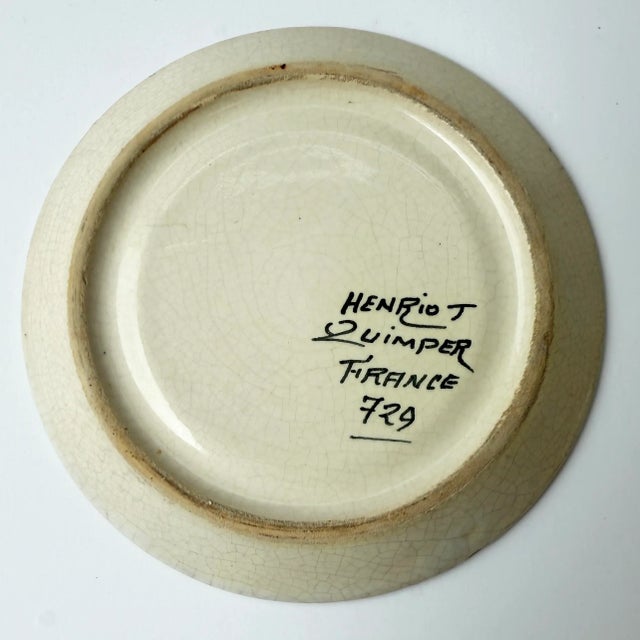 HENRIOT
QUIMPER
FRANCE
729